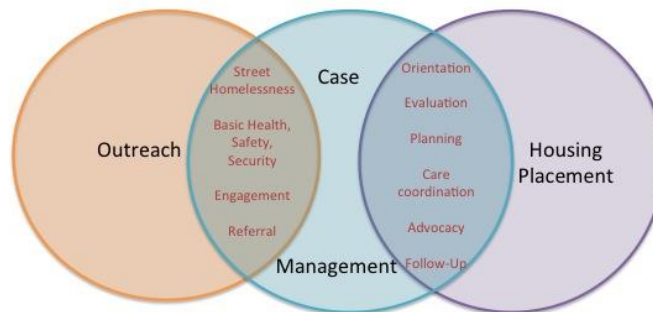 Outreach
Street
Homelessness
Basic Health,
Safety,
Security
Engagement
Referral
Case
Management
Orientation
Evaluation
Planning
Care
coordination
Advocacy
Follow-Up
Housing
Placement